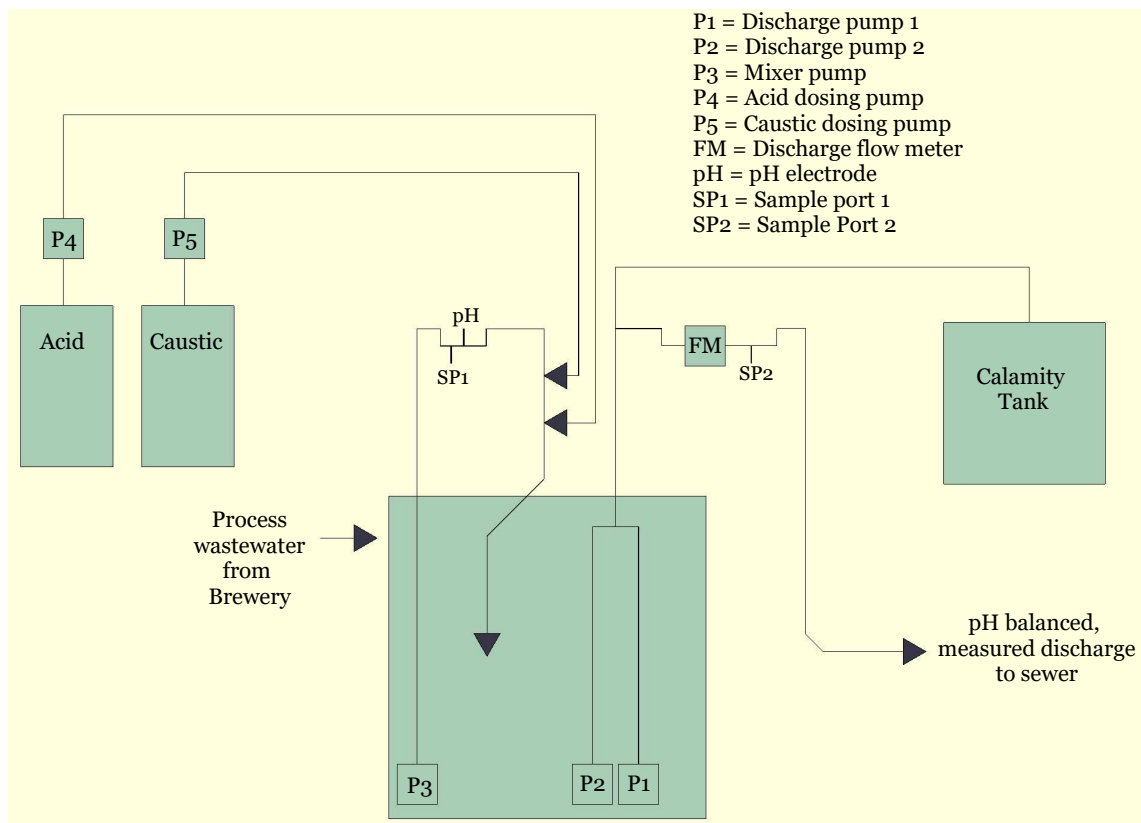 P1 = Discharge pump 1
P2 = Discharge pump 2
P3 = Mixer pump
P4 = Acid dosing pump
P5 = Caustic dosing pump
FM = Discharge flow meter
pH = pH electrode
SP1 = Sample port 1
SP2 = Sample Port 2
P4
P5
Acid
Caustic
pH
SP1
FM
SP2
Calamity
Tank
Process
wastewater
from
Brewery
pH balanced,
measured discharge
to sewer
P3
P2
P1